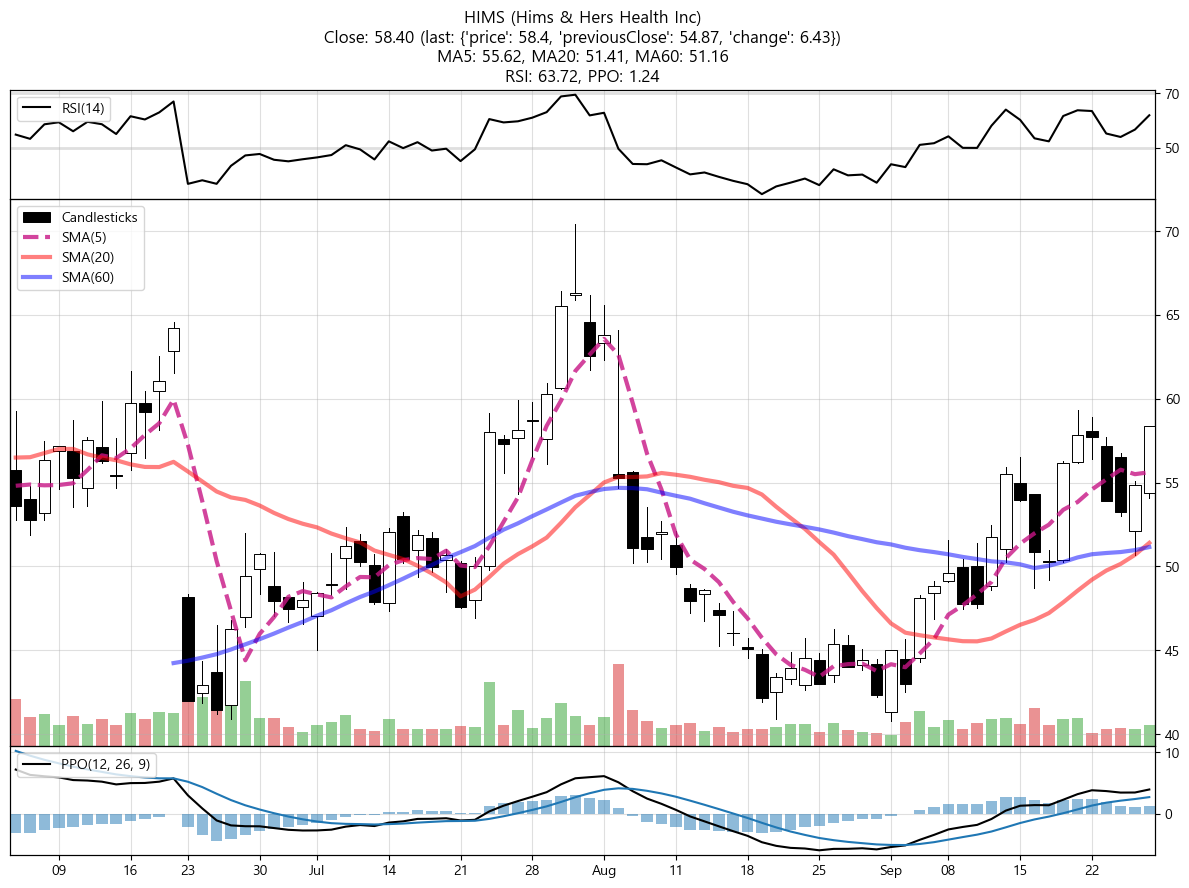 HIMS (Hims & Hers Health Inc)
Close: 58.40 (last: {'price': 58.4, 'previousClose': 54.87, 'change': 6.43})
MA5: 55.62, MA20: 51.41, MA60: 51.16
RSI: 63.72, PPO: 1.24
RSI(14)
70
50
Candlesticks
SMA(5)
SMA(20)
SMA(60)
70
65
60
55
50
45
40
PPO(12, 26, 9)
10
0
09 16 23 30 Jul 14 21 28 Aug 11 18 25 Sep 08 15 22